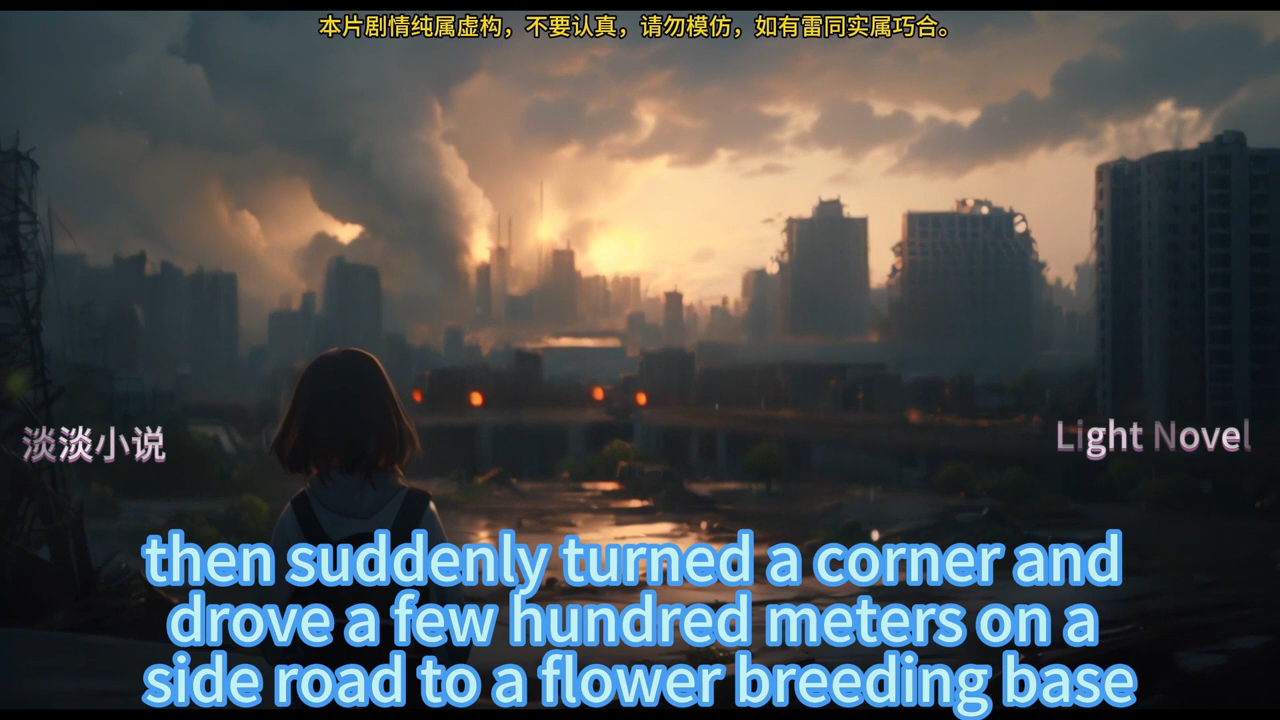 本片剧情纯属虚构，不要认真，请勿模仿，如有雷同实属巧合。
淡淡小说
Light Novel
then suddenly turned a corner and
drove a few hundred meters on a
side road to a flower breeding base